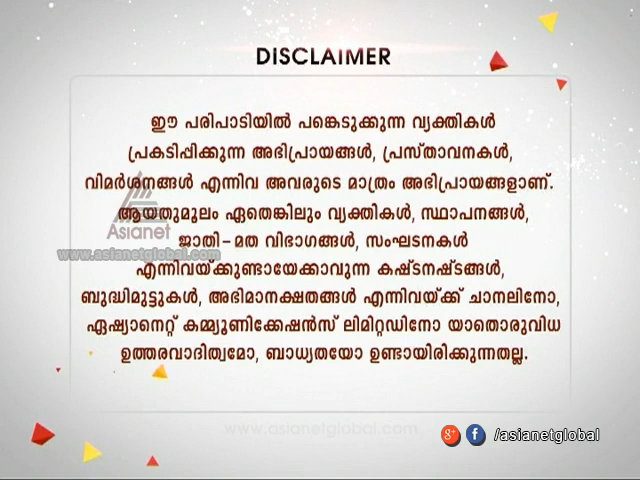 DISCLAIMER
ഈ പരിപാടിയിൽ പങ്കെടുക്കുന്ന വ്യക്തികൾ
പ്രകടിപ്പിക്കുന്ന അഭിപ്രായങ്ങൾ, പ്രസ്താവനകൾ,
വിമർശനങ്ങൾ എന്നിവ അവരുടെ മാത്രം അഭിപ്രായങ്ങളാണ്.
ആയതുമൂലം ഏതെങ്കിലും വ്യക്തികൾ, സ്ഥാപനങ്ങൾ,
Asianet
ജാതി - മത വിഭാഗങ്ങൾ, സംഘടനകൾ
www.asianetglobal.com
എന്നിവയ്ക്കുണ്ടായേക്കാവുന്ന കഷ്ടനഷ്ടങ്ങൾ,
ബുദ്ധിമുട്ടുകൾ, അഭിമാനക്ഷതങ്ങൾ എന്നിവയ്ക്ക് ചാനലിനോ,
ഏഷ്യാനെറ്റ് കമ്മ്യൂണിക്കേഷൻസ് ലിമിറ്റഡിനോ യാതൊരുവിധ
ഉത്തരവാദിത്വമോ, ബാധ്യതയോ ഉണ്ടായിരിക്കുന്നതല്ല.
www.asianetglobal.com
g+ f /asianetglobal